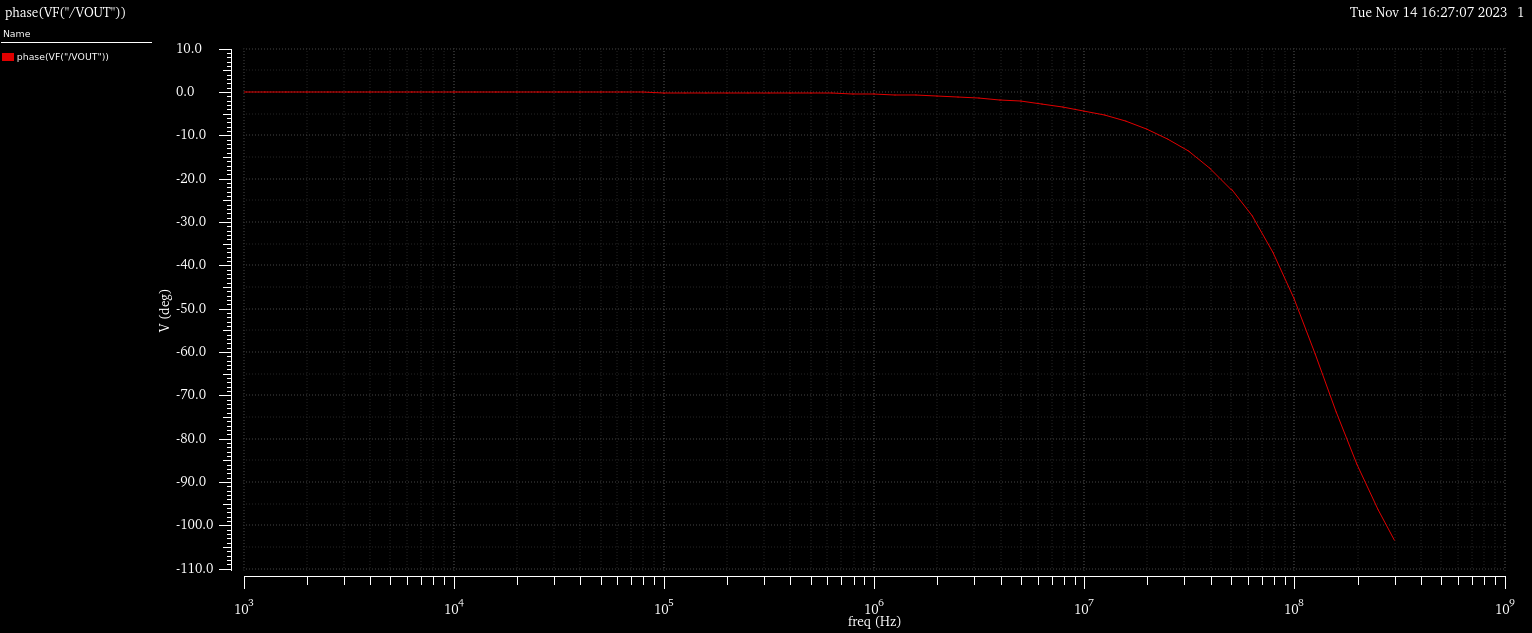 phase(VF("/VOUT"))
Tue Nov 14 16:27:07 2023 1
Name
phase(VF("/VOUT"))
10.0
0.0
-10.0
-20.0
-30.0
-40.0
-50.0
-60.0
-70.0
-80.0
-90.0
-100.0
-110.0
V (deg)
10³ 10⁴ 10⁵ 10⁶ 10⁷ 10⁸ 10⁹
freq (Hz)